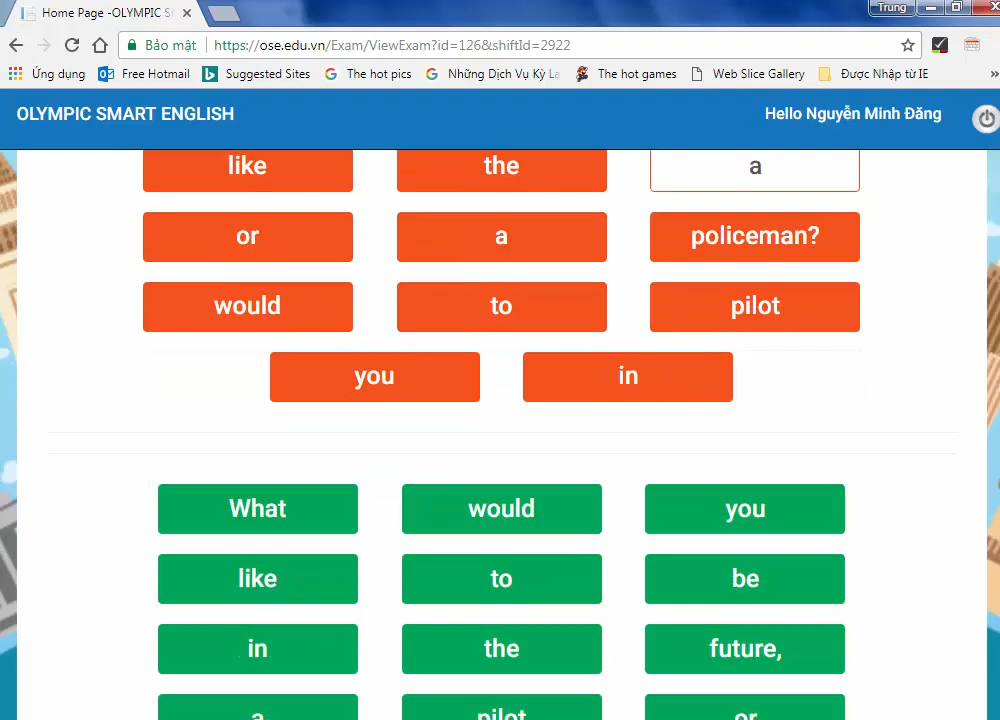 Home Page -OLYMPIC S
Trung
Bảo mật https://ose.edu.vn/Exam/ViewExam?id=126&shiftId=2922
Ứng dụng Free Hotmail Suggested Sites The hot pics Những Dịch Vụ Kỳ L The hot games Web Slice Gallery Được Nhập từ IE »
OLYMPIC SMART ENGLISH Hello Nguyễn Minh Đăng
like the a
or a policeman?
would to pilot
you in
What would you
like to be
in the future,
a pilot or